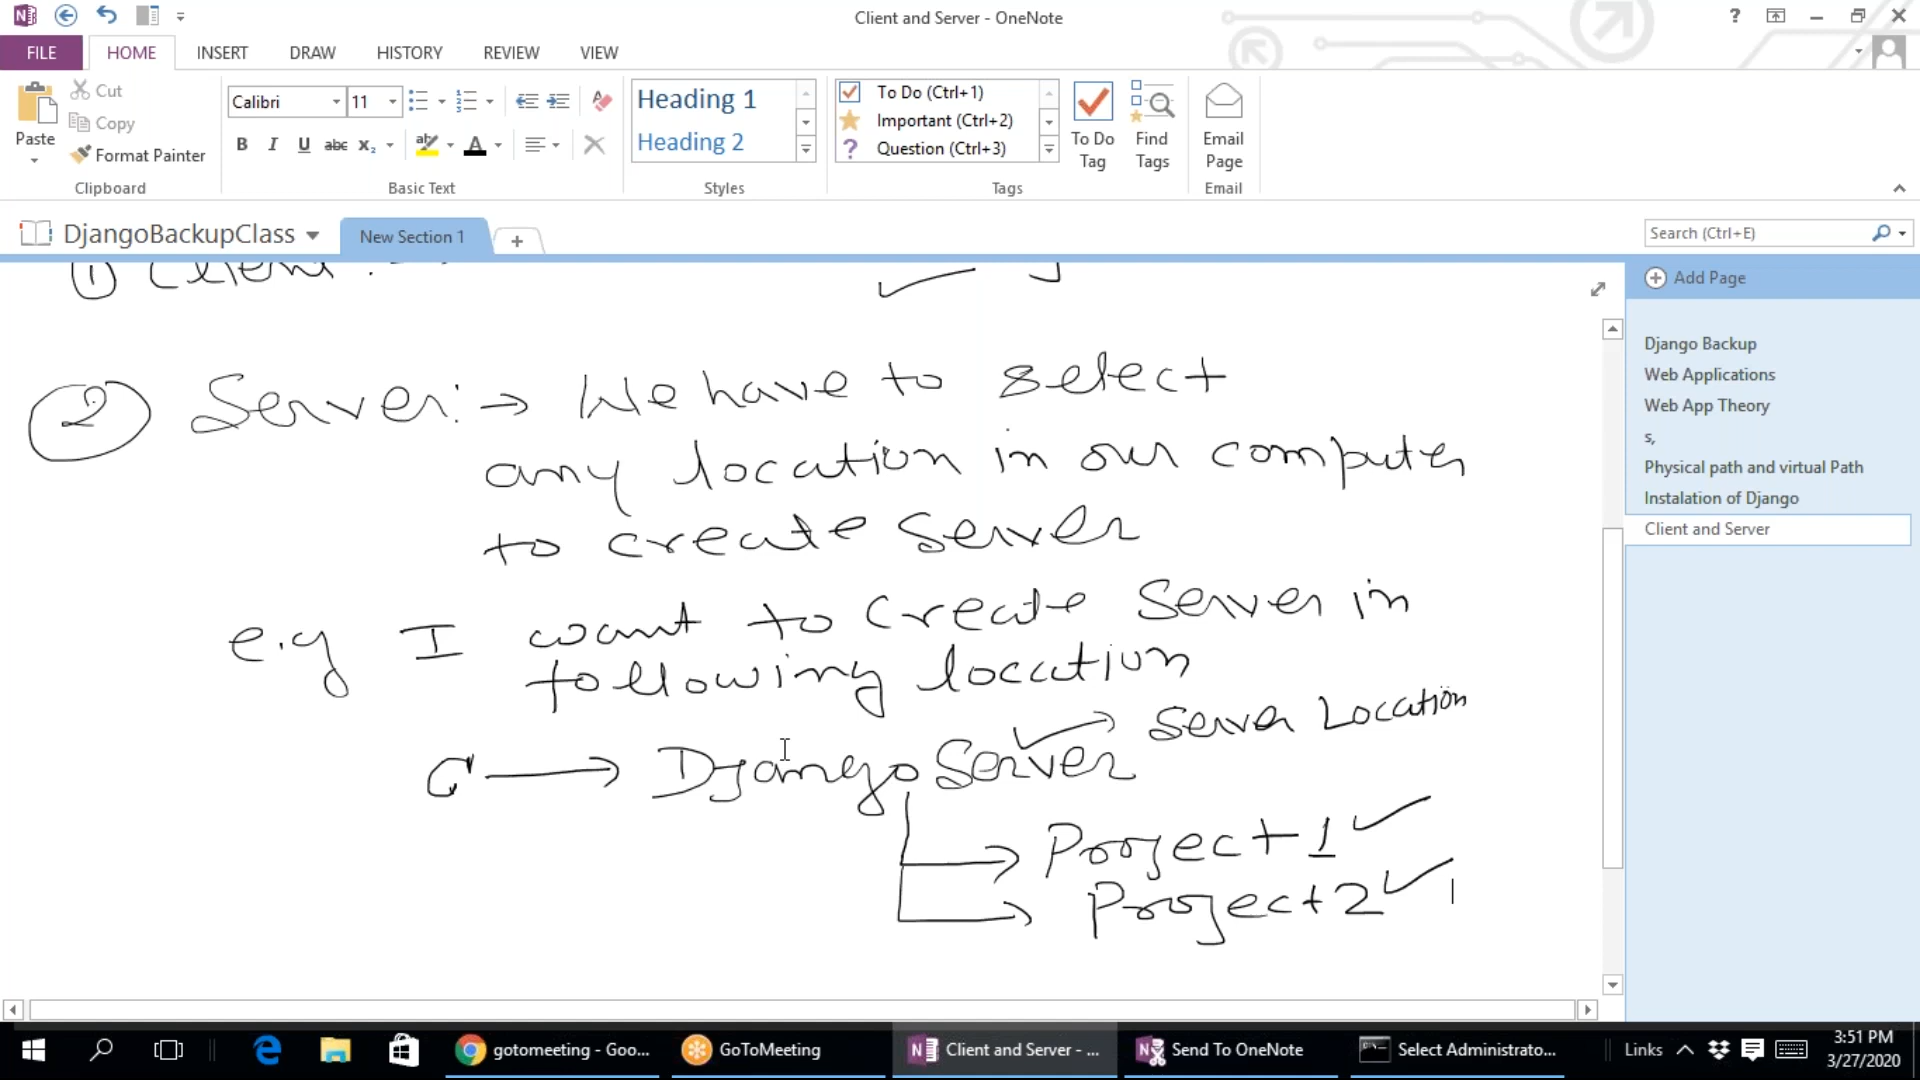 Client and Server - OneNote
FILE HOME INSERT DRAW HISTORY REVIEW VIEW
Paste Cut Copy Format Painter
Calibri 11
B I U abc x₂ ab A
Heading 1
Heading 2
To Do (Ctrl+1)
Important (Ctrl+2)
Question (Ctrl+3)
To Do Tag
Find Tags
Email Page
Clipboard Basic Text Styles Tags Email
DjangoBackupClass New Section 1
Search (Ctrl+E)
① Client :-
② Server:→ We have to select
any location in our computer
to create server
e.g I want to create server in
following location
→ Server Location
C → Django Server
→ Project 1
→ Project 2
Add Page
Django Backup
Web Applications
Web App Theory
s,
Physical path and virtual Path
Instalation of Django
Client and Server
gotomeeting - Goo... GoToMeeting Client and Server - ... Send To OneNote Select Administrato... Links 3:51 PM
3/27/2020